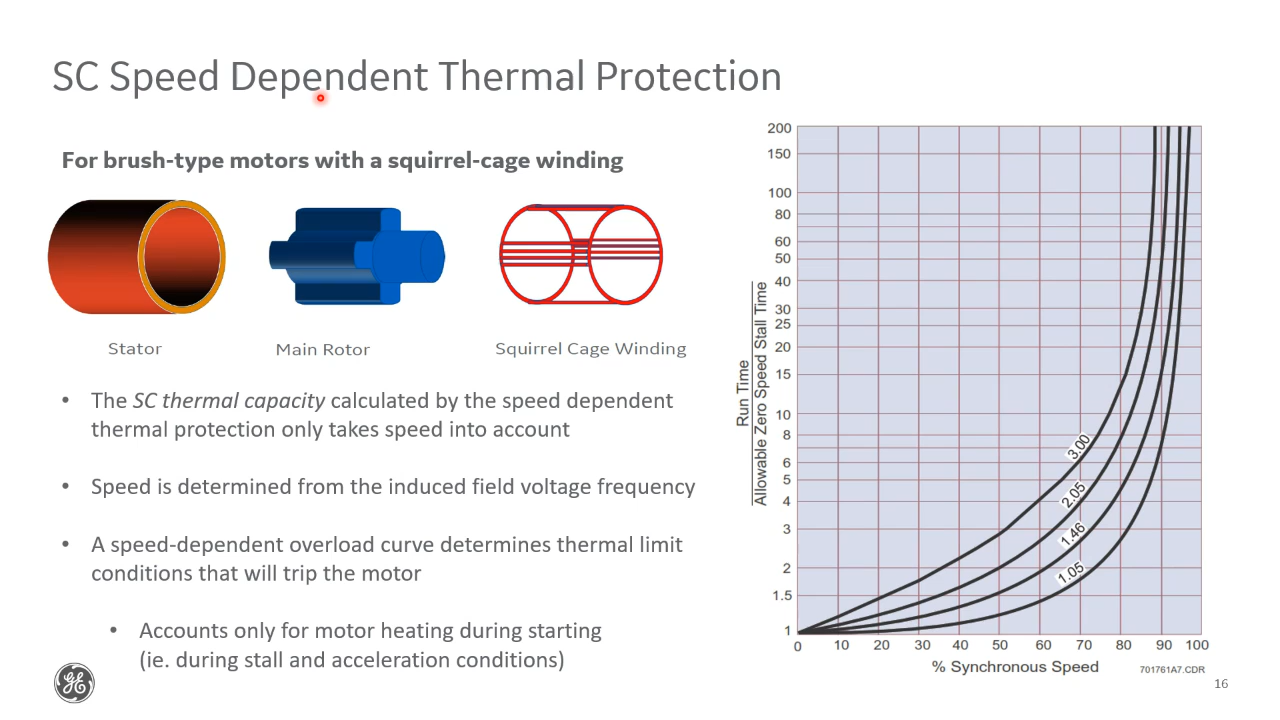 SC Speed Dependent Thermal Protection
For brush-type motors with a squirrel-cage winding
Stator
Main Rotor
Squirrel Cage Winding
• The SC thermal capacity calculated by the speed dependent
thermal protection only takes speed into account
• Speed is determined from the induced field voltage frequency
• A speed-dependent overload curve determines thermal limit
conditions that will trip the motor
• Accounts only for motor heating during starting
(ie. during stall and acceleration conditions)
GE
Run Time
Allowable Zero Speed Stall Time
200
150
100
80
60
50
40
30
25
20
15
10
8
6
5
4
3
2
1.5
1
3.00
2.05
1.46
1.05
0 10 20 30 40 50 60 70 80 90 100
% Synchronous Speed
701761A7.CDR
16